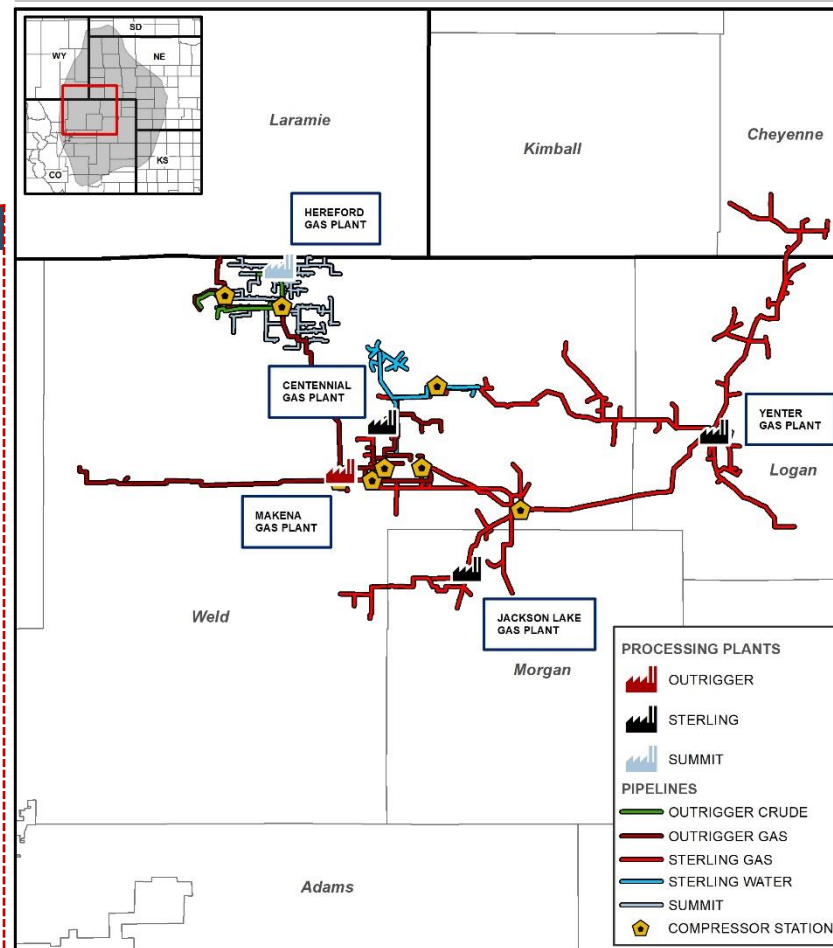 SD
WY
NE
KS
CO
Laramie
Kimball
Cheyenne
HEREFORD
GAS PLANT
CENTENNIAL
GAS PLANT
YENTER
GAS PLANT
Logan
MAKENA
GAS PLANT
Weld
JACKSON LAKE
GAS PLANT
Morgan
Adams
PROCESSING PLANTS
OUTRIGGER
STERLING
SUMMIT
PIPELINES
OUTRIGGER CRUDE
OUTRIGGER GAS
STERLING GAS
STERLING WATER
SUMMIT
COMPRESSOR STATION